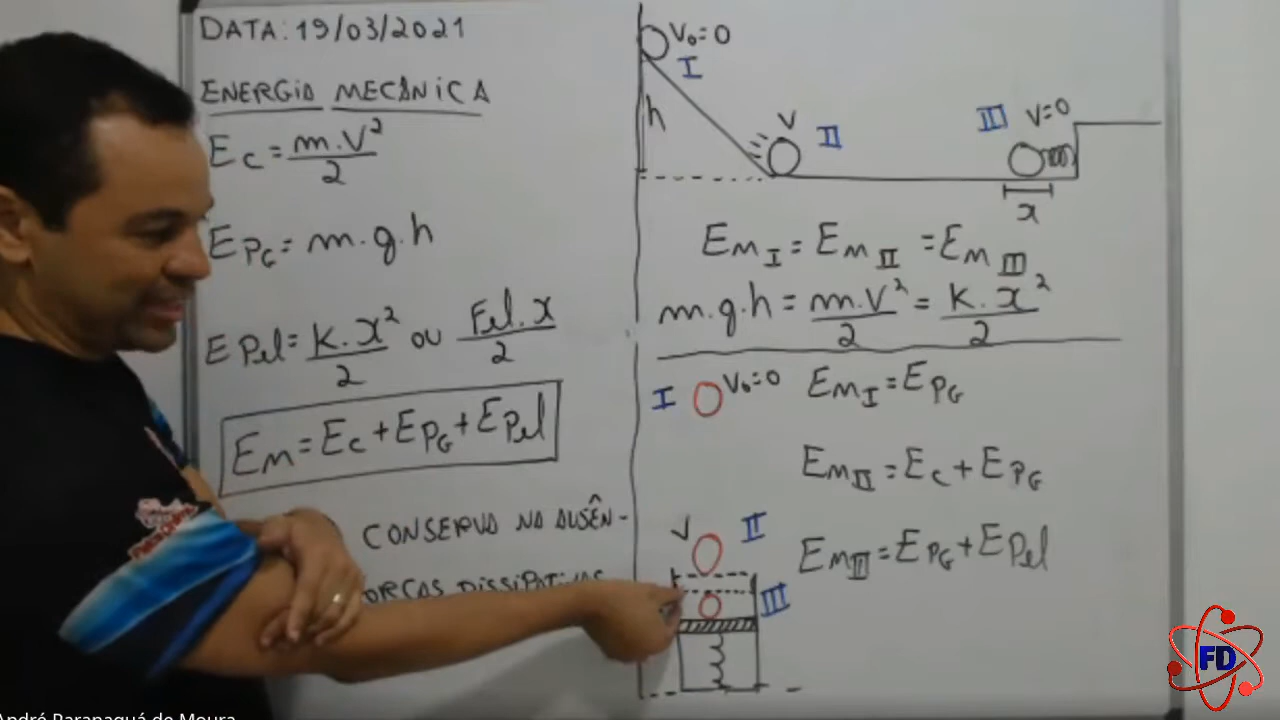 DATA: 19/03/2021
ENERGIA MECÂNICA
Ec = m.V²/2
EPG = m.g.h
EPel = K.x²/2 ou Fel.x/2
Em = Ec + EPG + EPel
CONSERVA NA AUSÊN-
ORÇAS DISSIPATIVAS
V₀=0
I
h
V
II
III
V=0
x
EmI = EmII = EmIII
m.g.h = m.V²/2 = K.x²/2
I
V₀=0
EmI = EPG
EmII = Ec + EPG
V
II
EmIII = EPG + EPel
III
FD
André Paranaguá de Moura